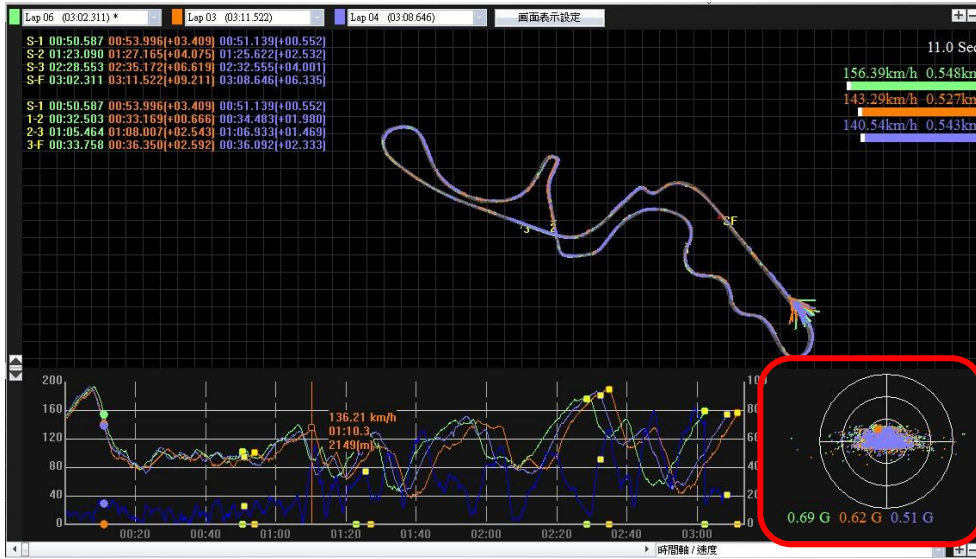 Lap 06 (03:02.311) * Lap 03 (03:11.522) Lap 04 (03:08.646) 画面表示設定
S-1 00:50.587 00:53.996(+03.409) 00:51.139(+00.552)
S-2 01:23.090 01:27.165(+04.075) 01:25.622(+02.532)
S-3 02:28.553 02:35.172(+06.619) 02:32.555(+04.001)
S-F 03:02.311 03:11.522(+09.211) 03:08.646(+06.335)
S-1 00:50.587 00:53.996(+03.409) 00:51.139(+00.552)
1-2 00:32.503 00:33.169(+00.666) 00:34.483(+01.980)
2-3 01:05.464 01:08.007(+02.543) 01:06.933(+01.469)
3-F 00:33.758 00:36.350(+02.592) 00:36.092(+02.333)
11.0 Sec
156.39km/h 0.548km
143.29km/h 0.527km
140.54km/h 0.543km
SF
3 2
200 100
160 80
120 60
80 40
40 20
0 0
136.21 km/h
01:10.3
2149(m)
00:20 00:40 01:00 01:20 01:40 02:00 02:20 02:40 03:00
0.69 G 0.62 G 0.51 G
時間軸 / 速度